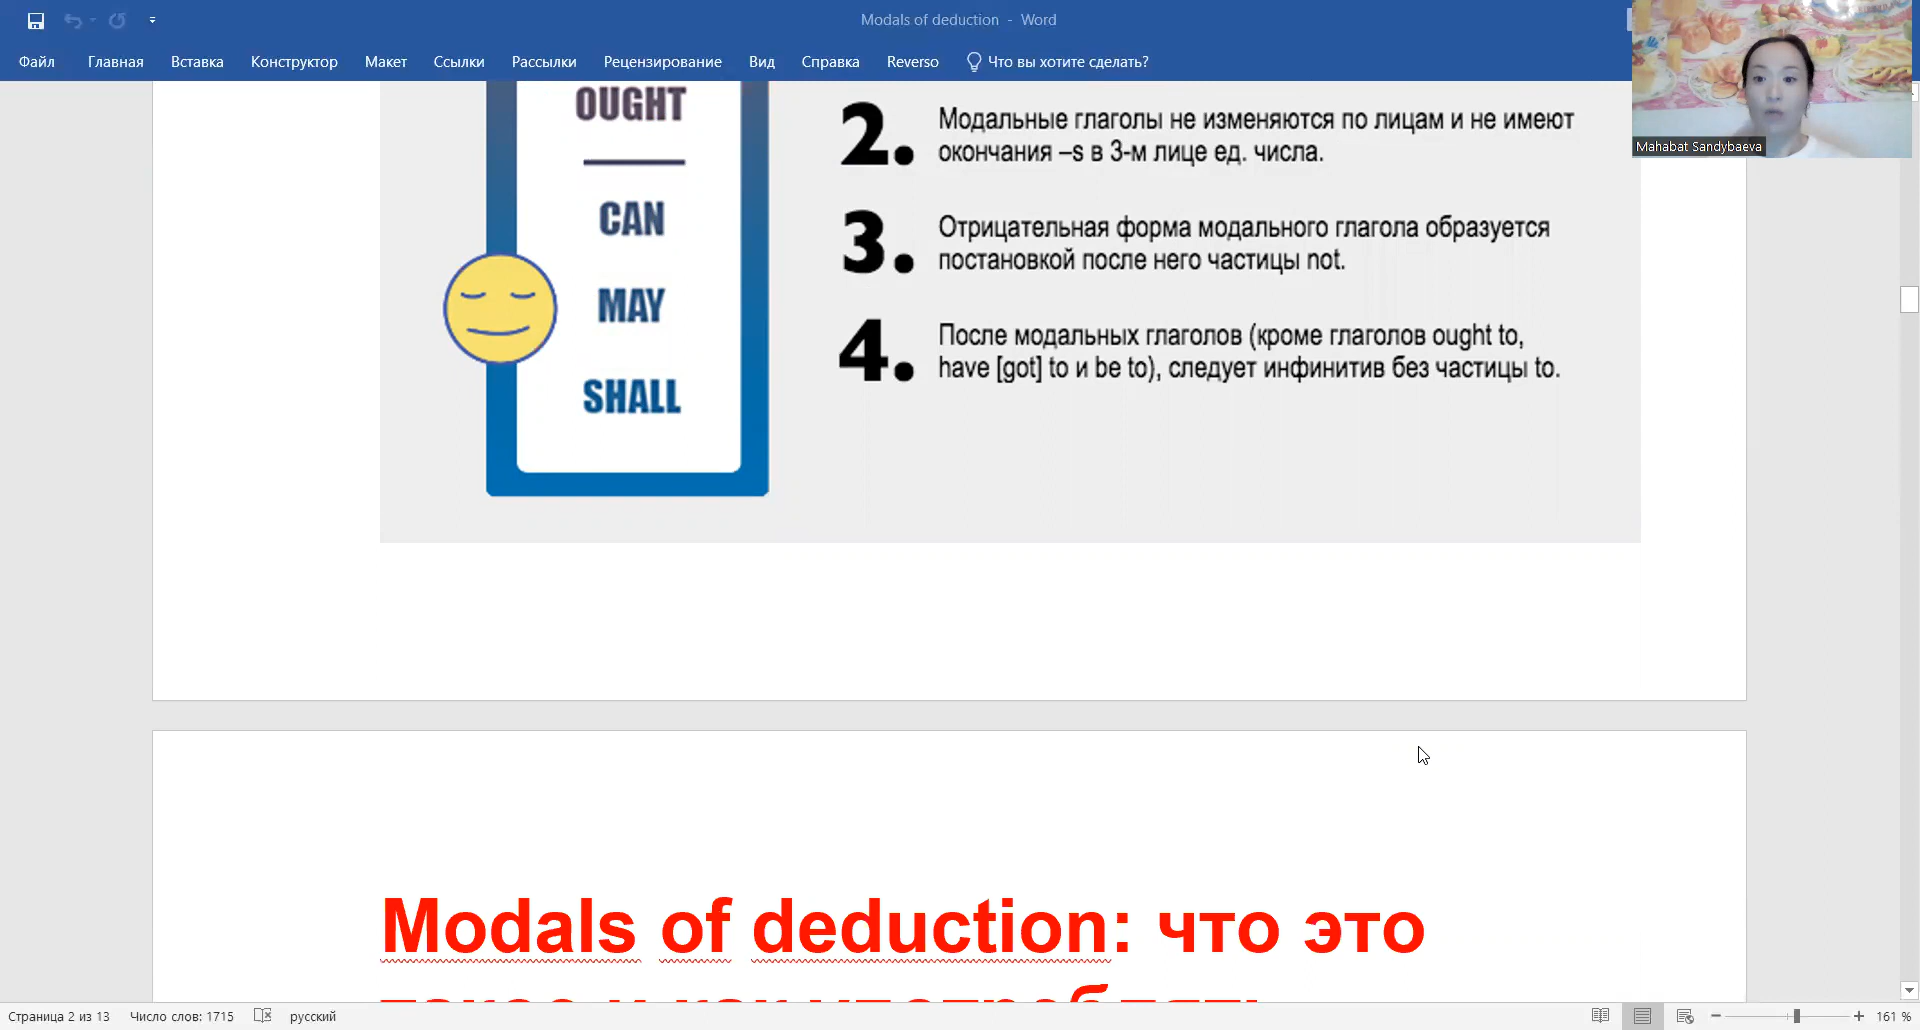 Modals of deduction - Word
Файл Главная Вставка Конструктор Макет Ссылки Рассылки Рецензирование Вид Справка Reverso Что вы хотите сделать?
Mahabat Sandybaeva
OUGHT
CAN
MAY
SHALL
2. Модальные глаголы не изменяются по лицам и не имеют
окончания –s в 3-м лице ед. числа.
3. Отрицательная форма модального глагола образуется
постановкой после него частицы not.
4. После модальных глаголов (кроме глаголов ought to,
have [got] to и be to), следует инфинитив без частицы to.
Modals of deduction: что это
такое и как употреблять
Страница 2 из 13 Число слов: 1715 русский 161 %